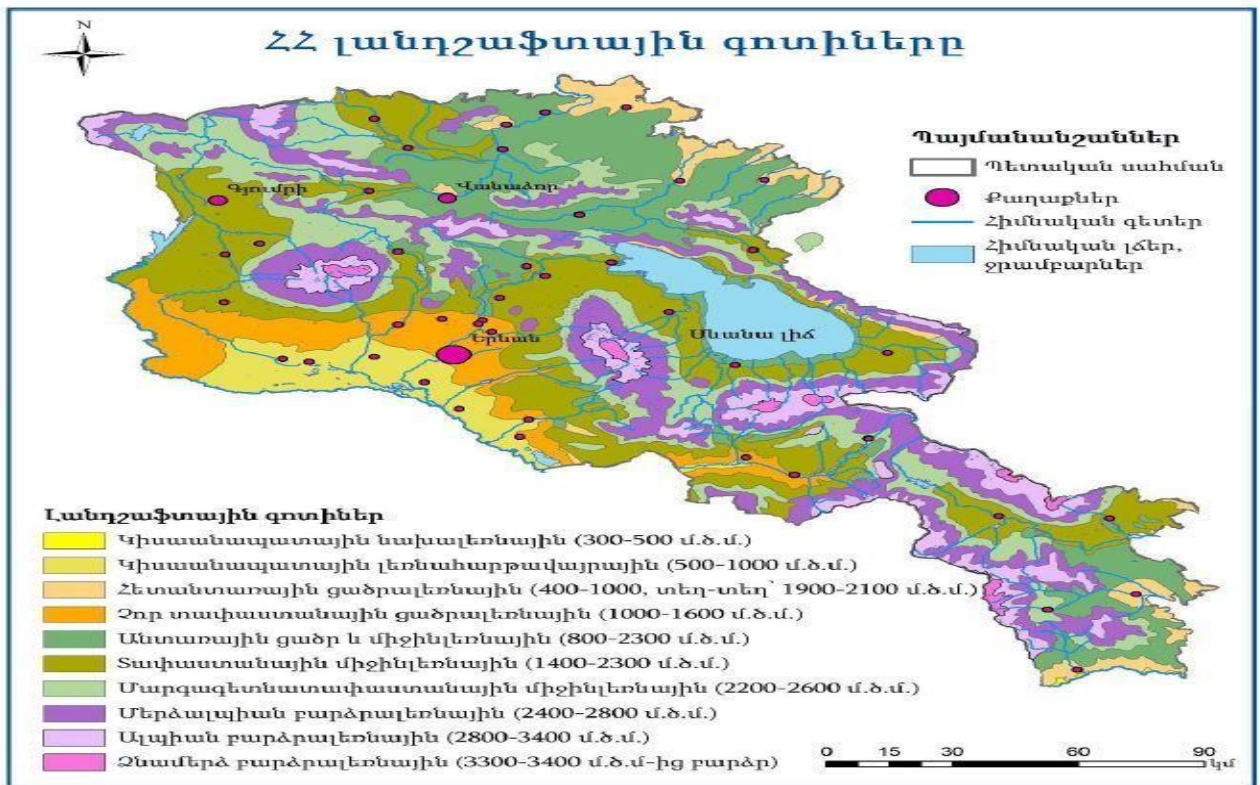 N
ՀՀ լանդշաֆտային գոտիները
Պայմանանշաններ
Պետական սահման
Քաղաքներ
Հիմնական գետեր
Հիմնական լճեր,
ջրամբարներ
Գյումրի
Վանաձոր
Սևանա լիճ
Երևան
Լանդշաֆտային գոտիներ
Կիսաանապատային նախալեռնային (300-500 մ.ծ.մ.)
Կիսաանապատային լեռնահարթավայրային (500-1000 մ.ծ.մ.)
Հետանտառային ցածրալեռնային (400-1000, տեղ-տեղ՝ 1900-2100 մ.ծ.մ.)
Չոր տափաստանային ցածրալեռնային (1000-1600 մ.ծ.մ.)
Անտառային ցածր և միջինլեռնային (800-2300 մ.ծ.մ.)
Տափաստանային միջինլեռնային (1400-2300 մ.ծ.մ.)
Մարգագետնատափաստանային միջինլեռնային (2200-2600 մ.ծ.մ.)
Մերձալպիան բարձրալեռնային (2400-2800 մ.ծ.մ.)
Ալպիան բարձրալեռնային (2800-3400 մ.ծ.մ.)
Ձնամերձ բարձրալեռնային (3300-3400 մ.ծ.մ-ից բարձր)
0 15 30 60 90
կմ